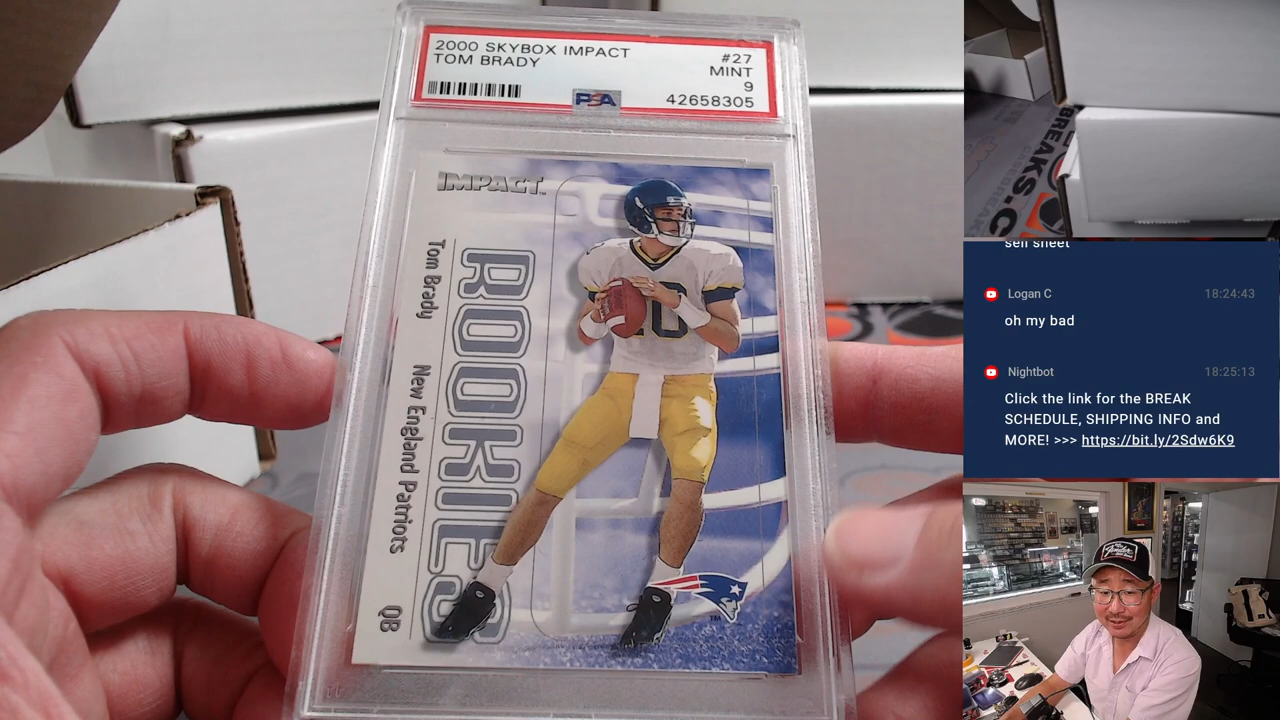 2000 SKYBOX IMPACT
TOM BRADY
#27
MINT
9
PSA
42658305
IMPACT
ROOKIES
Tom Brady
New England Patriots
QB
TM
BREAKS.C
sell sheet
Logan C
18:24:43
oh my bad
Nightbot
18:25:13
Click the link for the BREAK
SCHEDULE, SHIPPING INFO and
MORE! >>> https://bit.ly/2Sdw6K9
Fender